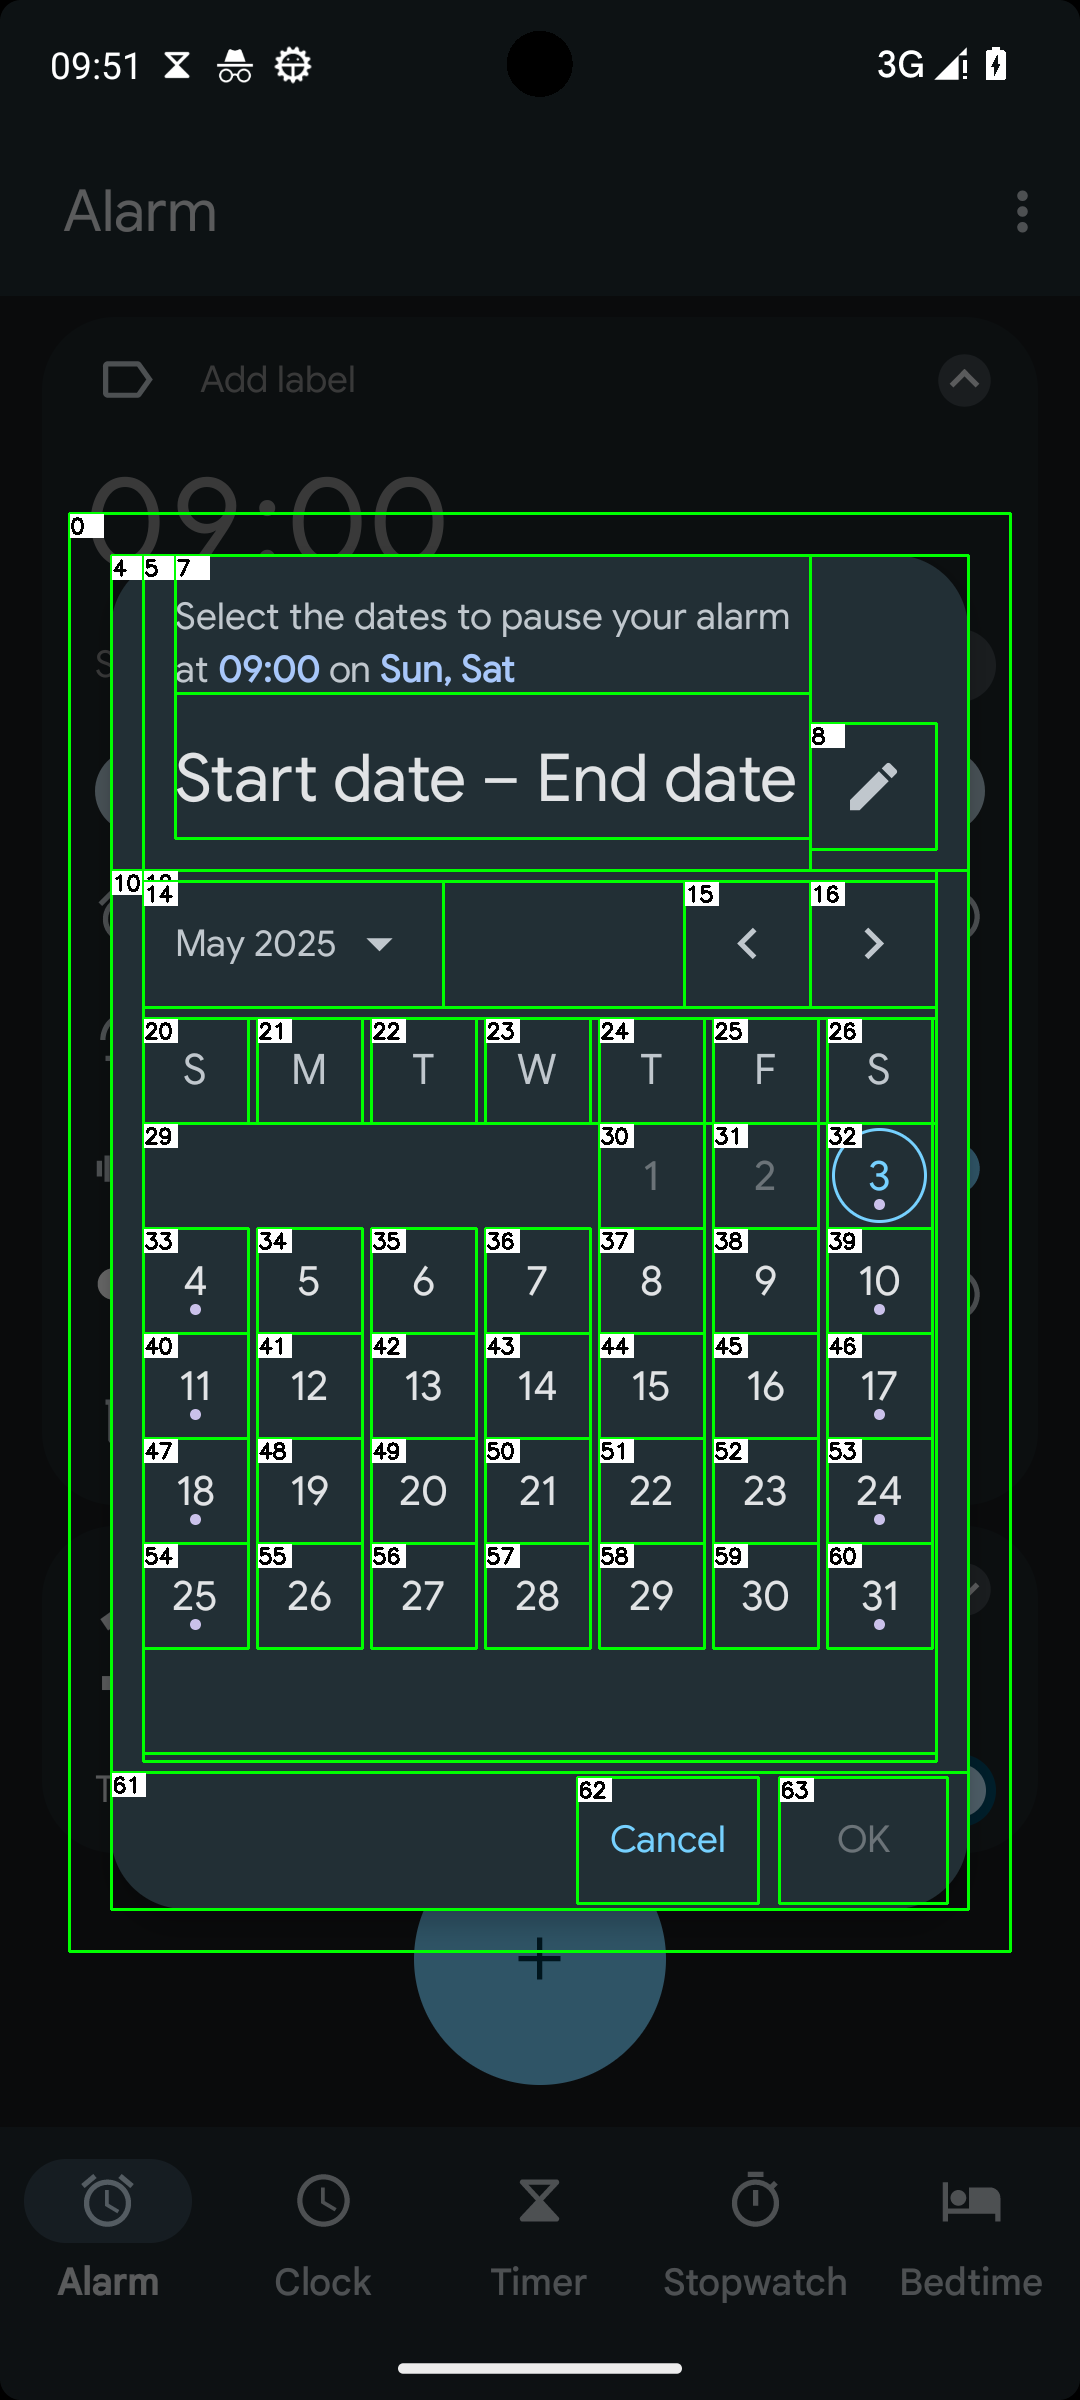 09:51
3G
Alarm
Add label
09:00
0
4 5 7
Select the dates to pause your alarm
at 09:00 on Sun, Sat
Start date – End date
8
10
14 15 16
May 2025
20 21 22 23 24 25 26
S M T W T F S
29 30 31 32
1 2 3
33 34 35 36 37 38 39
4 5 6 7 8 9 10
40 41 42 43 44 45 46
11 12 13 14 15 16 17
47 48 49 50 51 52 53
18 19 20 21 22 23 24
54 55 56 57 58 59 60
25 26 27 28 29 30 31
61 62 63
Cancel OK
Alarm Clock Timer Stopwatch Bedtime